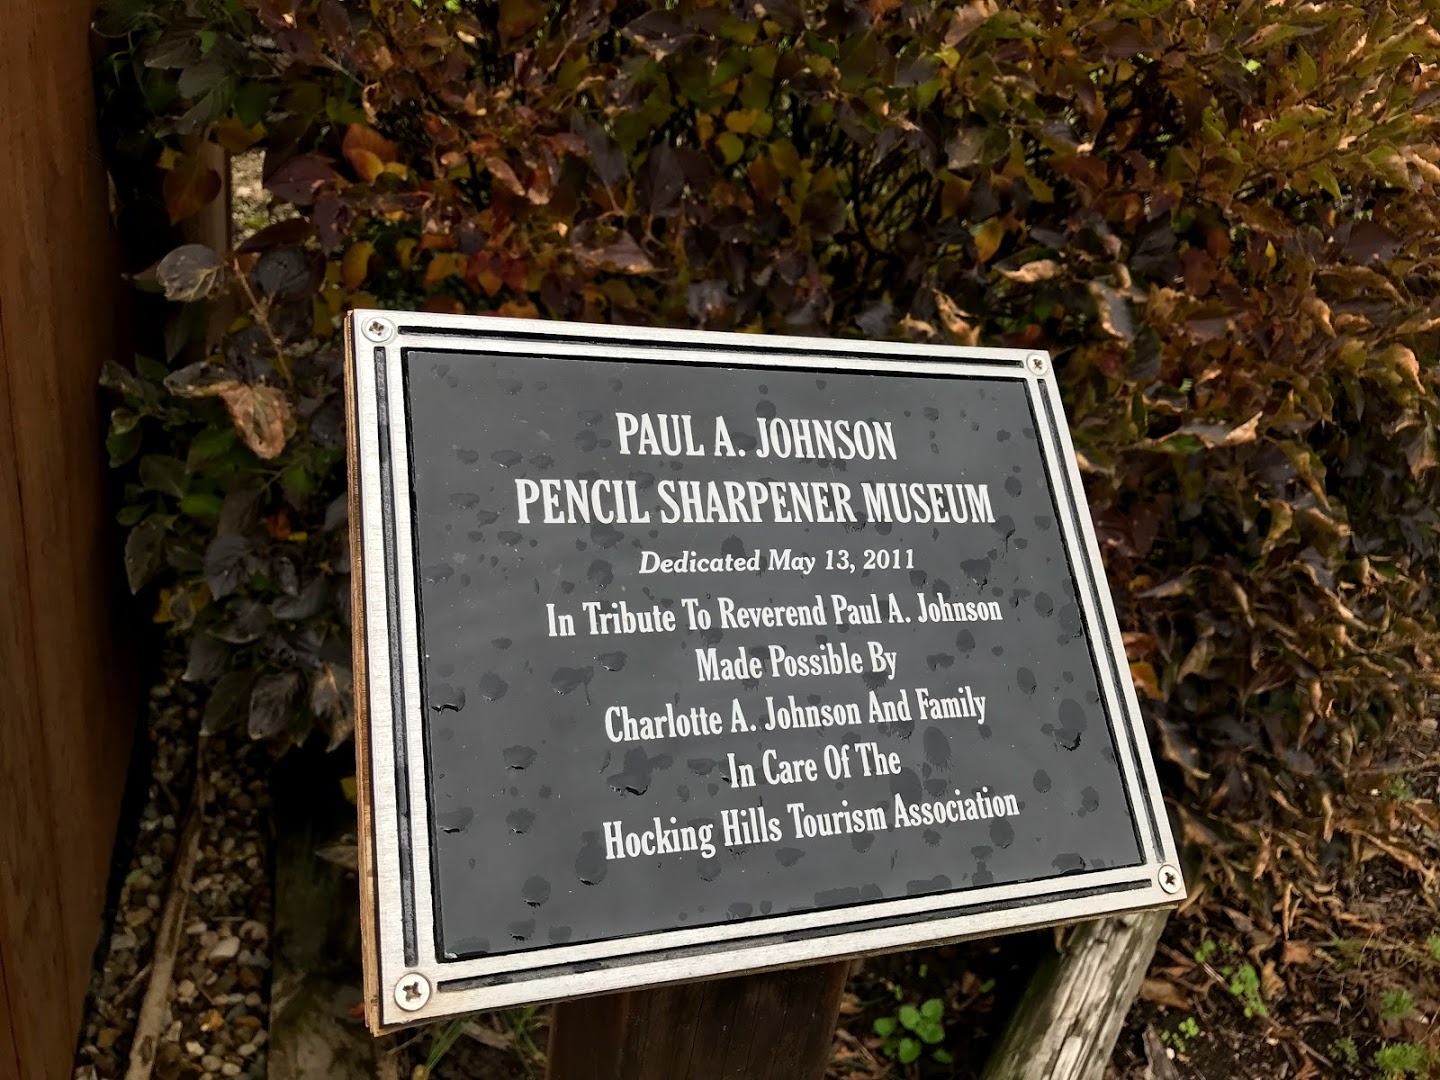 PAUL A. JOHNSON
PENCIL SHARPENER MUSEUM
Dedicated May 13, 2011
In Tribute To Reverend Paul A. Johnson
Made Possible By
Charlotte A. Johnson And Family
In Care Of The
Hocking Hills Tourism Association